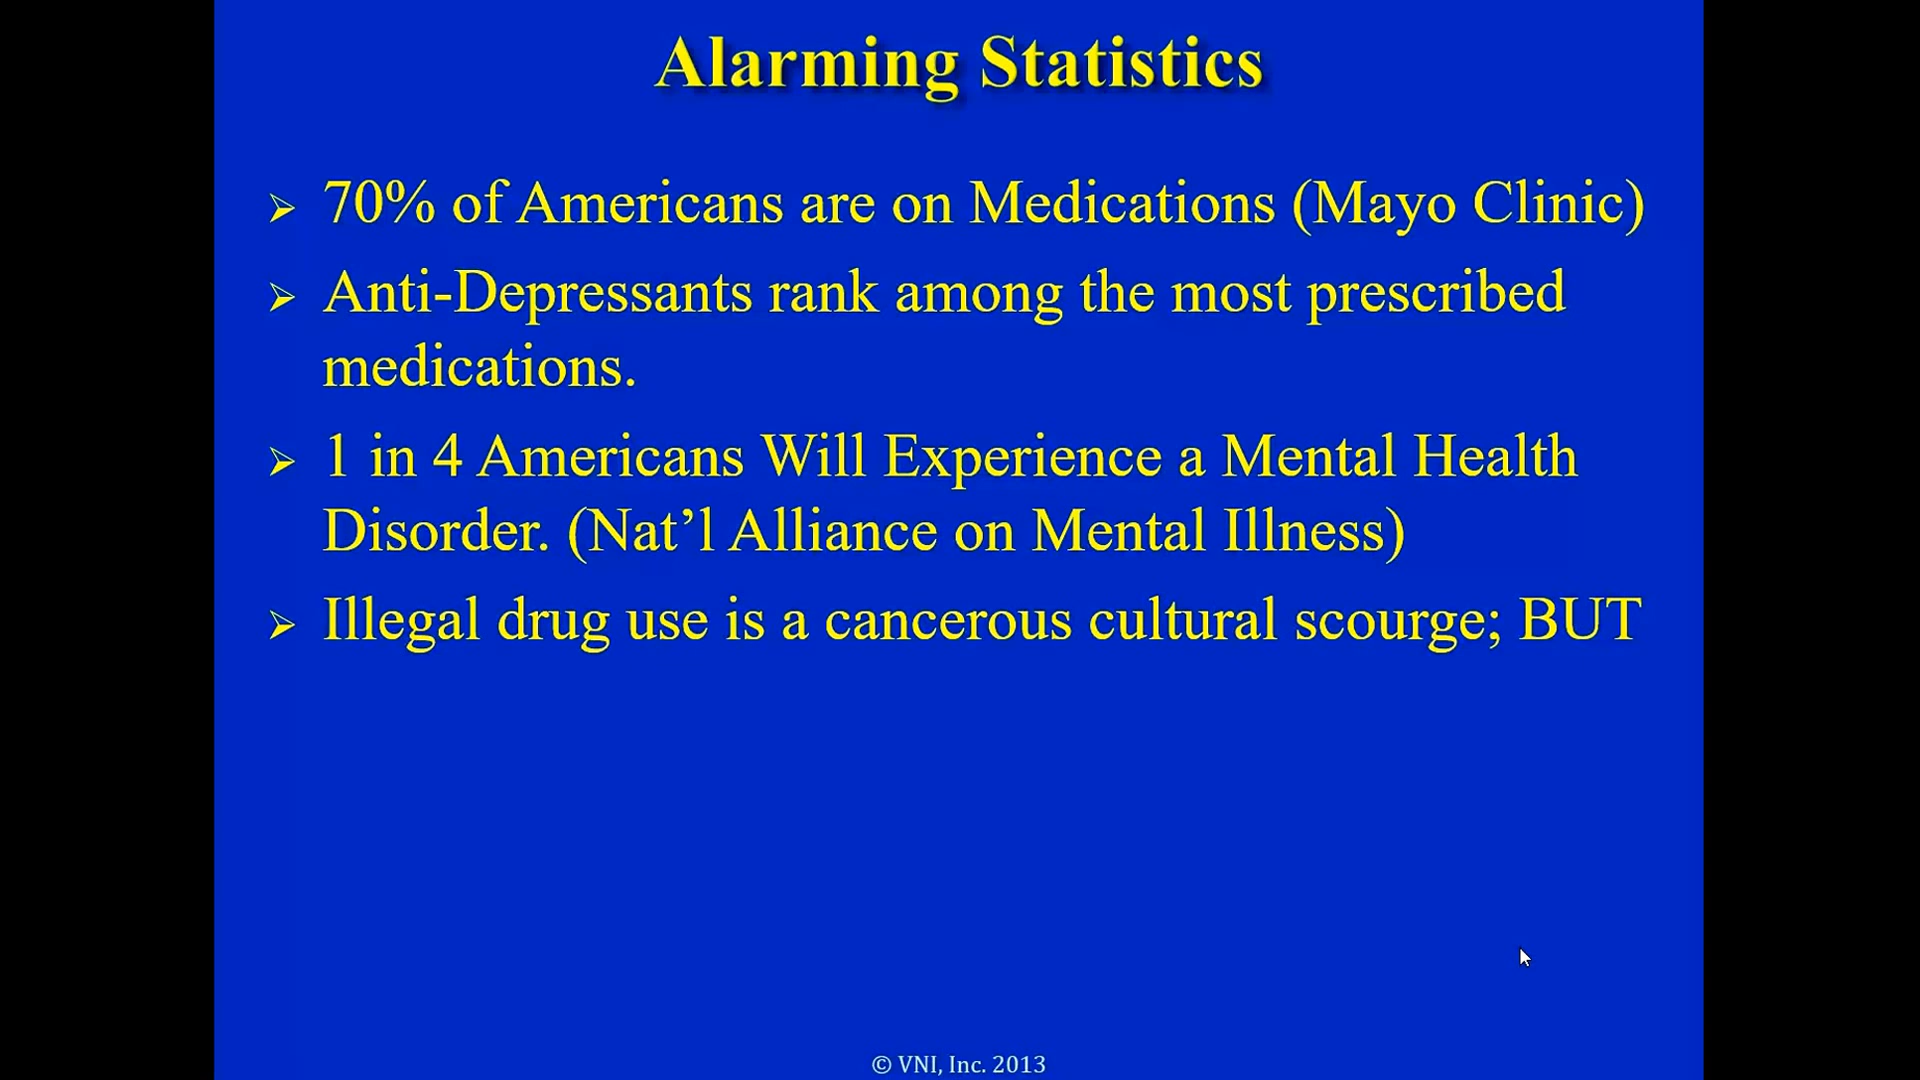 Alarming Statistics
➢ 70% of Americans are on Medications (Mayo Clinic)
➢ Anti-Depressants rank among the most prescribed
medications.
➢ 1 in 4 Americans Will Experience a Mental Health
Disorder. (Nat’l Alliance on Mental Illness)
➢ Illegal drug use is a cancerous cultural scourge; BUT
© VNI, Inc. 2013